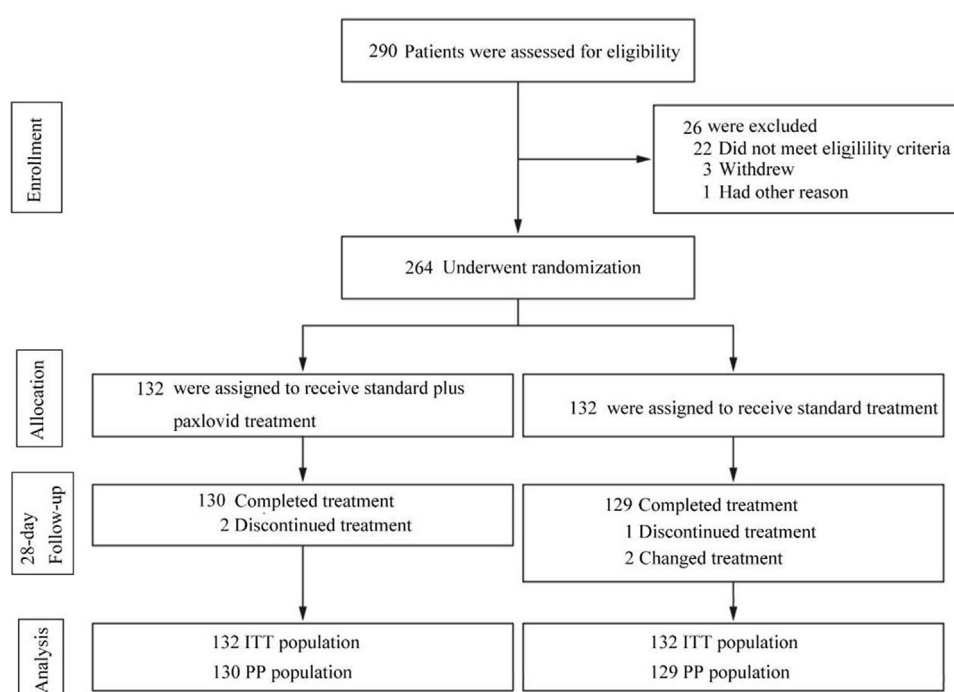 290 Patients were assessed for eligibility
Enrollment
26 were excluded
22 Did not meet eligilility criteria
3 Withdrew
1 Had other reason
264 Underwent randomization
Allocation
132 were assigned to receive standard plus
paxlovid treatment
132 were assigned to receive standard treatment
28-day
Follow-up
130 Completed treatment
2 Discontinued treatment
129 Completed treatment
1 Discontinued treatment
2 Changed treatment
Analysis
132 ITT population
130 PP population
132 ITT population
129 PP population